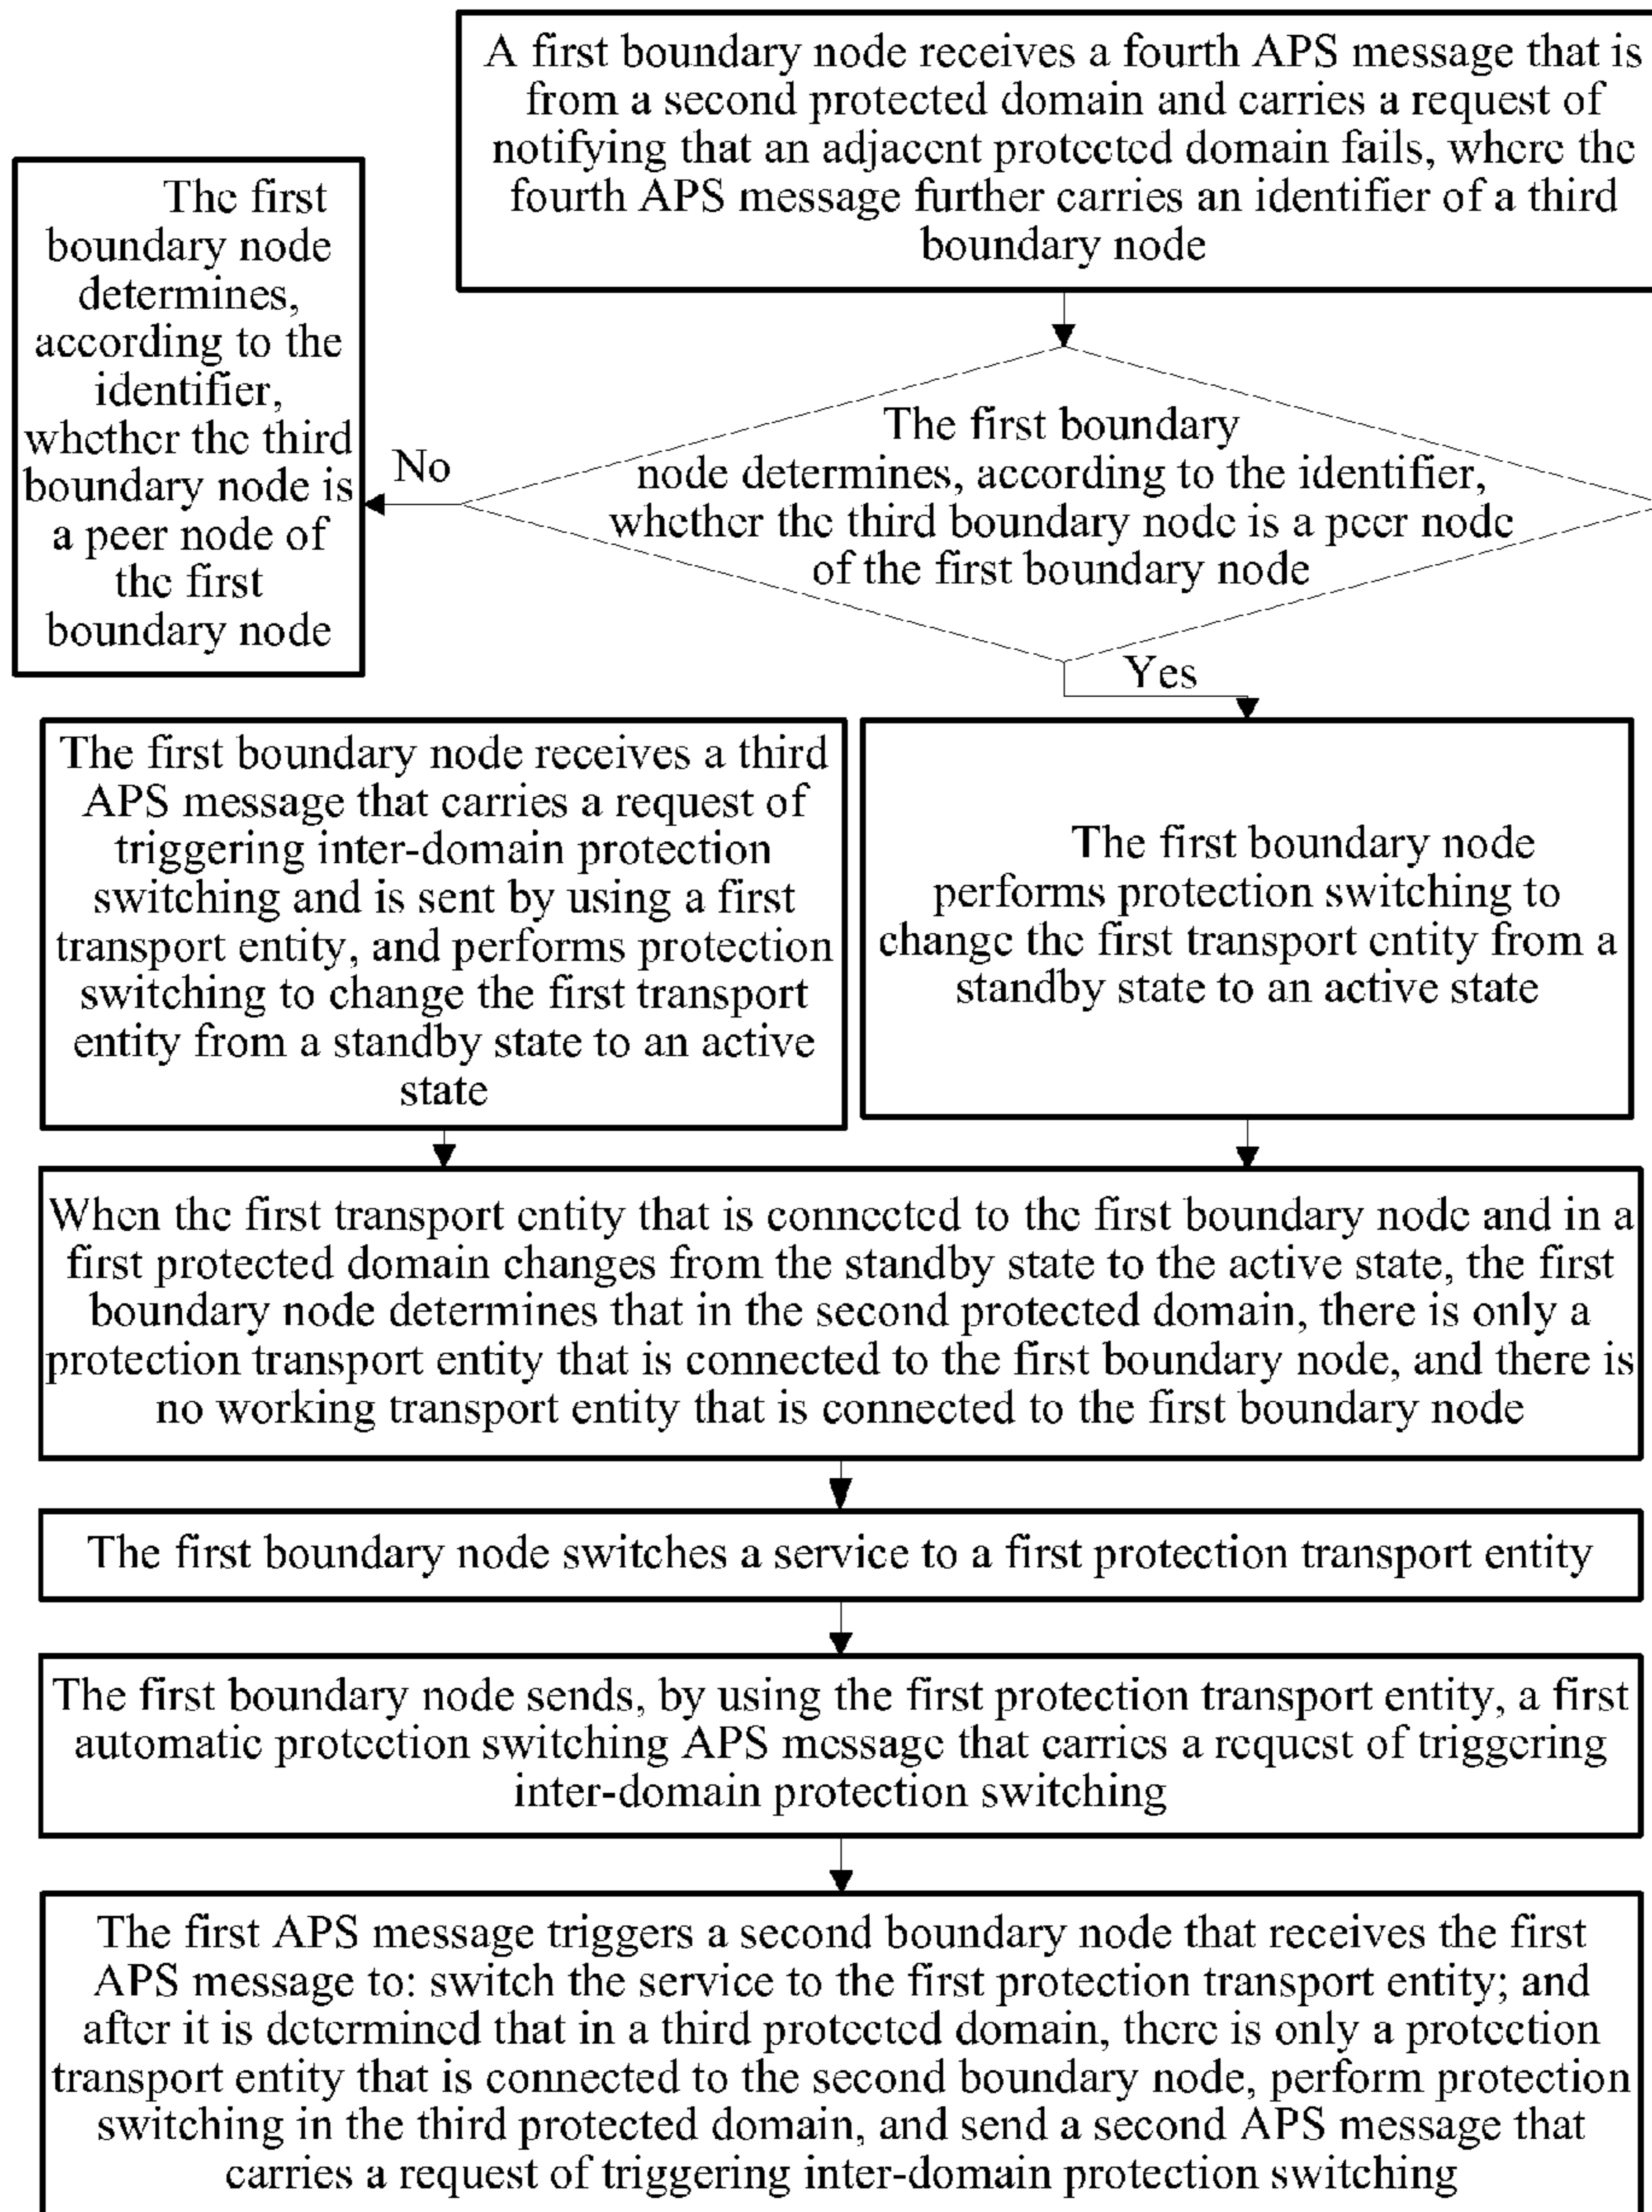 A first boundary node receives a fourth APS message that is
from a second protected domain and carries a request of
notifying that an adjacent protected domain fails, where the
fourth APS message further carries an identifier of a third
boundary node
The first
boundary node
determines,
according to the
identifier,
whether the third
boundary node is
a peer node of
the first
boundary node
No
The first boundary
node determines, according to the identifier,
whether the third boundary node is a peer node
of the first boundary node
Yes
The first boundary node receives a third
APS message that carries a request of
triggering inter-domain protection
switching and is sent by using a first
transport entity, and performs protection
switching to change the first transport
entity from a standby state to an active
state
The first boundary node
performs protection switching to
change the first transport entity from a
standby state to an active state
When the first transport entity that is connected to the first boundary node and in a
first protected domain changes from the standby state to the active state, the first
boundary node determines that in the second protected domain, there is only a
protection transport entity that is connected to the first boundary node, and there is
no working transport entity that is connected to the first boundary node
The first boundary node switches a service to a first protection transport entity
The first boundary node sends, by using the first protection transport entity, a first
automatic protection switching APS message that carries a request of triggering
inter-domain protection switching
The first APS message triggers a second boundary node that receives the first
APS message to: switch the service to the first protection transport entity; and
after it is determined that in a third protected domain, there is only a protection
transport entity that is connected to the second boundary node, perform protection
switching in the third protected domain, and send a second APS message that
carries a request of triggering inter-domain protection switching